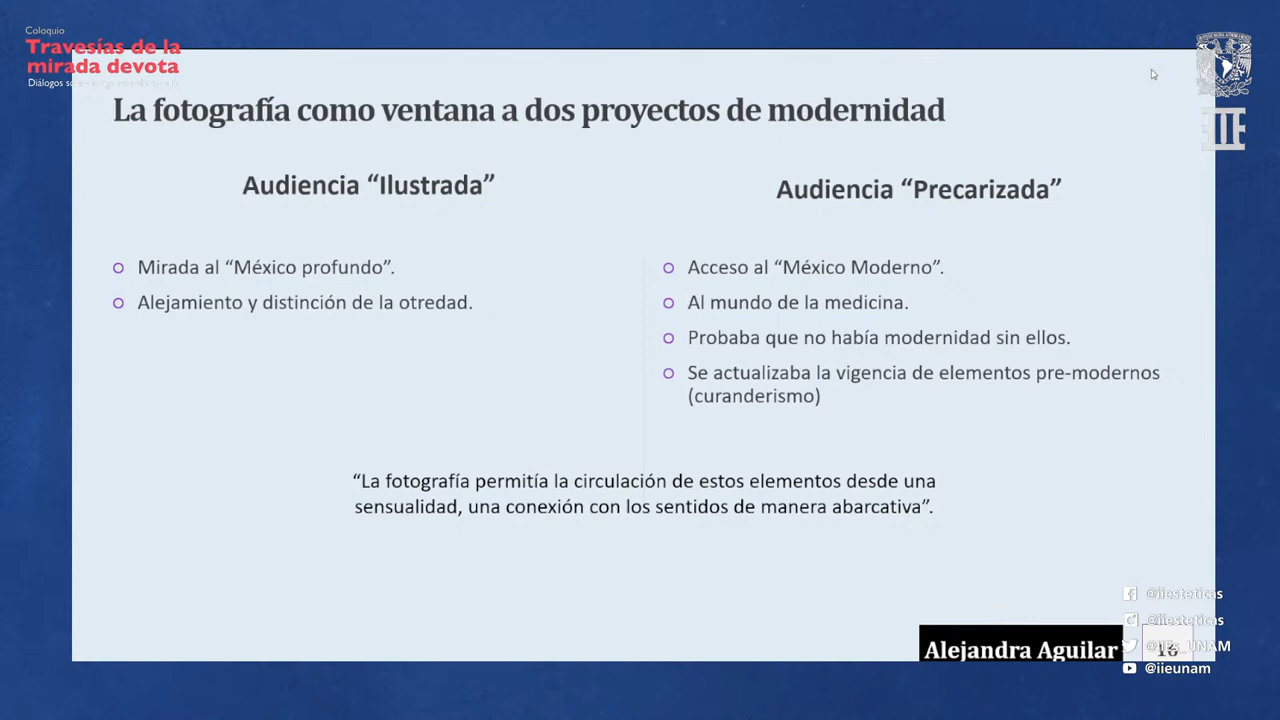 Coloquio
Travesías de la
mirada devota
La fotografía como ventana a dos proyectos de modernidad
Audiencia “Ilustrada”
Mirada al “México profundo”.
Alejamiento y distinción de la otredad.
Audiencia “Precarizada”
Acceso al “México Moderno”.
Al mundo de la medicina.
Probaba que no había modernidad sin ellos.
Se actualizaba la vigencia de elementos pre-modernos
(curanderismo)
“La fotografía permitía la circulación de estos elementos desde una
sensualidad, una conexión con los sentidos de manera abarcativa”.
Alejandra Aguilar
@iiesteticas
@iiesteticas
@IIEs_UNAM
@iieunam